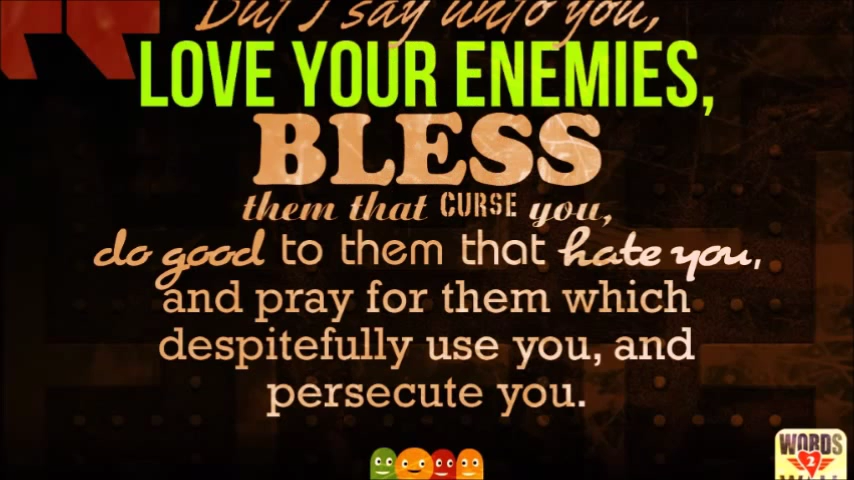 But I say unto you,
LOVE YOUR ENEMIES,
BLESS
them that CURSE you,
do good to them that hate you,
and pray for them which
despitefully use you, and
persecute you.
WORDS
2